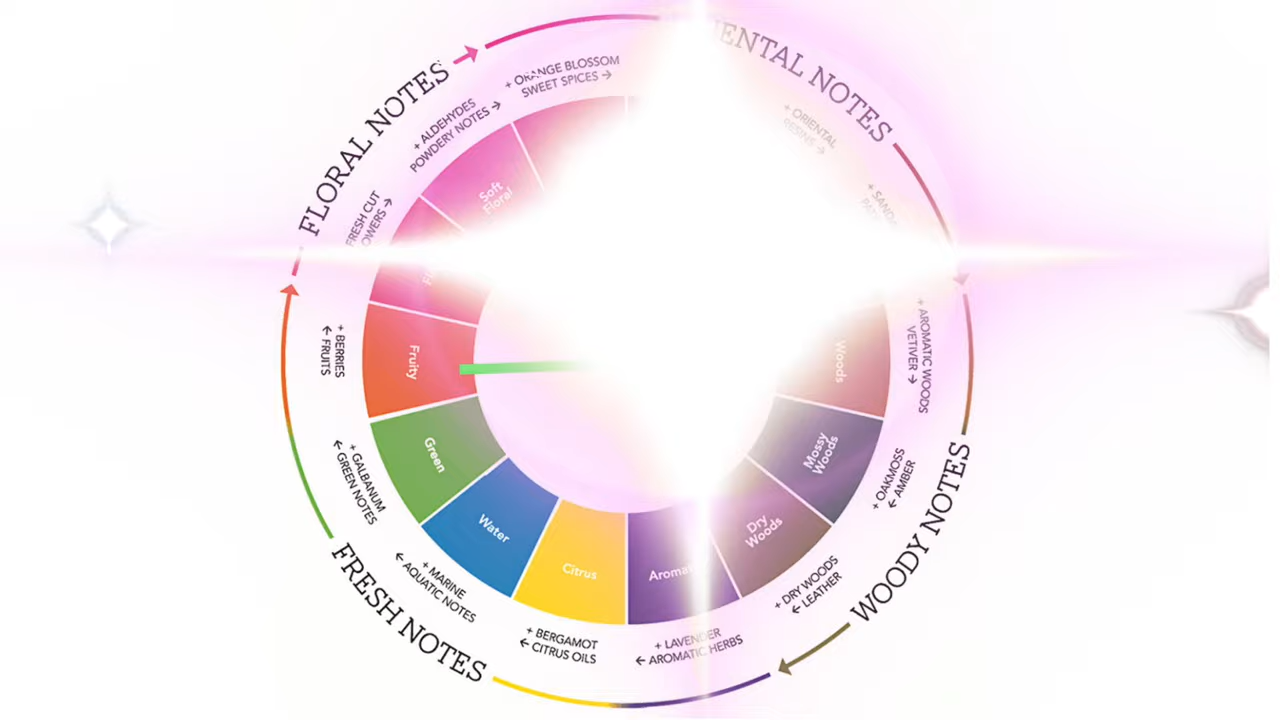 FLORAL NOTES
ENTAL NOTES
WOODY NOTES
FRESH NOTES
+ ORANGE BLOSSOM
SWEET SPICES →
+ ALDEHYDES
POWDERY NOTES →
FRESH CUT
+ ORIENTAL
RESINS →
+ AROMATIC WOODS
VETIVER →
+ OAKMOSS
← AMBER
+ DRY WOODS
← LEATHER
+ LAVENDER
← AROMATIC HERBS
+ BERGAMOT
← CITRUS OILS
+ MARINE
← AQUATIC NOTES
+ GALBANUM
← GREEN NOTES
+ BERRIES
← FRUITS
Soft
Floral
Fruity
Green
Water
Citrus
Dry
Woods
Mossy
Woods
Woods